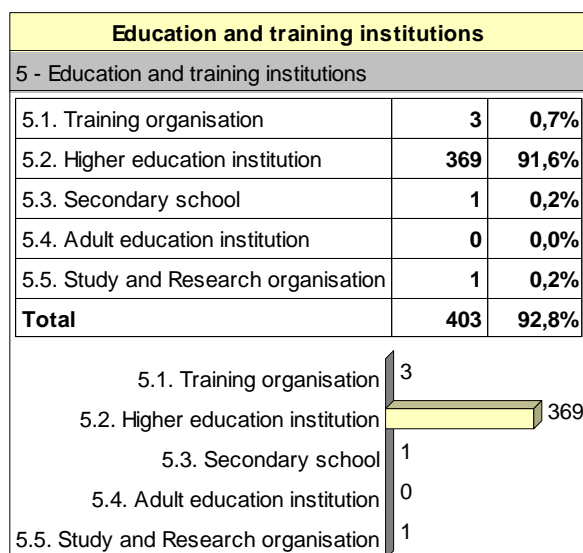 Education and training institutions
5 - Education and training institutions
5.1. Training organisation 3 0,7%
5.2. Higher education institution 369 91,6%
5.3. Secondary school 1 0,2%
5.4. Adult education institution 0 0,0%
5.5. Study and Research organisation 1 0,2%
Total 403 92,8%
5.1. Training organisation 3
5.2. Higher education institution 369
5.3. Secondary school 1
5.4. Adult education institution 0
5.5. Study and Research organisation 1